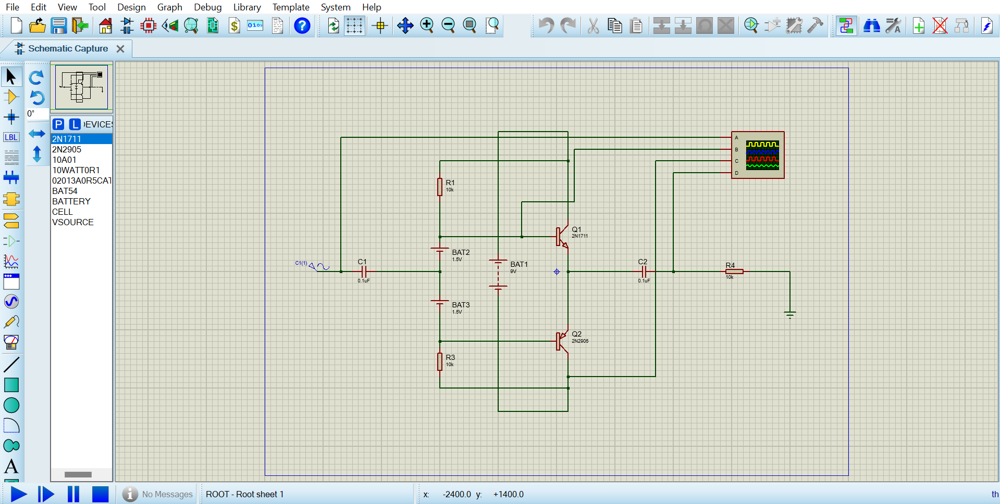 File Edit View Tool Design Graph Debug Library Template System Help
$ 0101 ?
Schematic Capture
0°
P L DEVICES
LBL
2N1711
2N2905
10A01
10WATT0R1
02013A0R5CAT
BAT54
BATTERY
CELL
VSOURCE
A
B
C
D
R1
10k
Q1
2N1711
BAT2
1.5V
C1(1)
C1
0.1uF
BAT1
9V
C2
0.1uF
R4
10k
BAT3
1.5V
Q2
2N2905
R3
10k
A
No Messages
ROOT - Root sheet 1
x: -2400.0 y: +1400.0
th